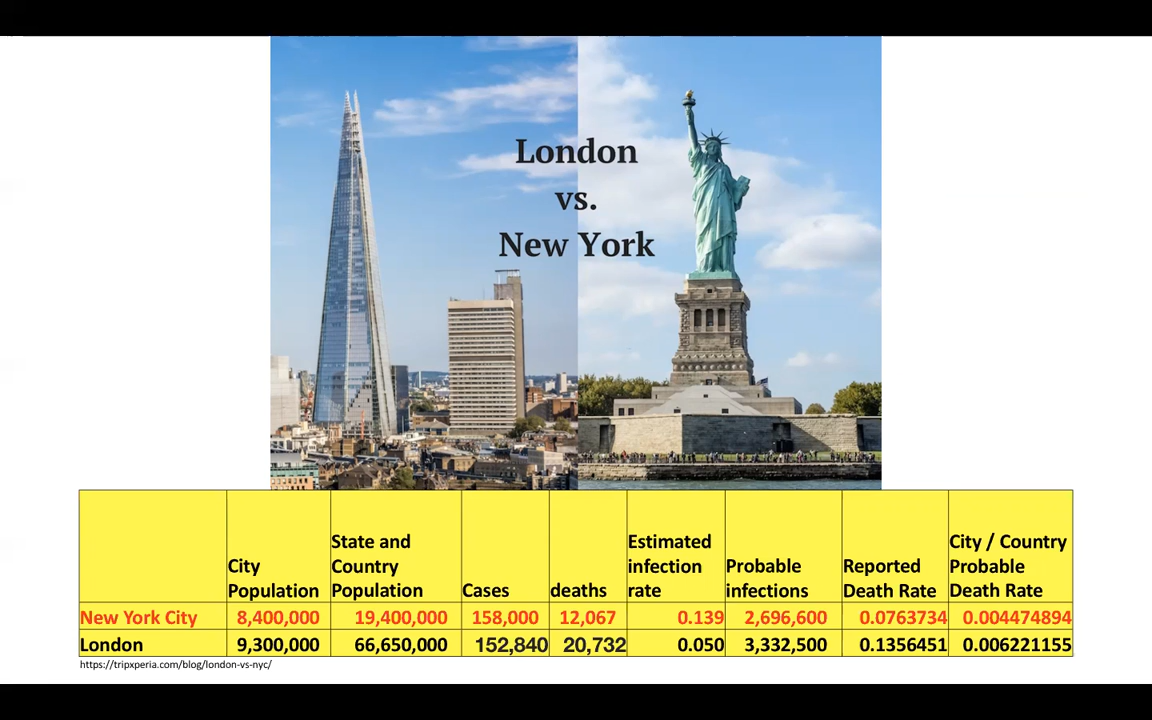 London
vs.
New York
City Population State and Country Population Cases deaths Estimated infection rate Probable infections Reported Death Rate City / Country Probable Death Rate
New York City 8,400,000 19,400,000 158,000 12,067 0.139 2,696,600 0.0763734 0.004474894
London 9,300,000 66,650,000 152,840 20,732 0.050 3,332,500 0.1356451 0.006221155
https://tripxperia.com/blog/london-vs-nyc/